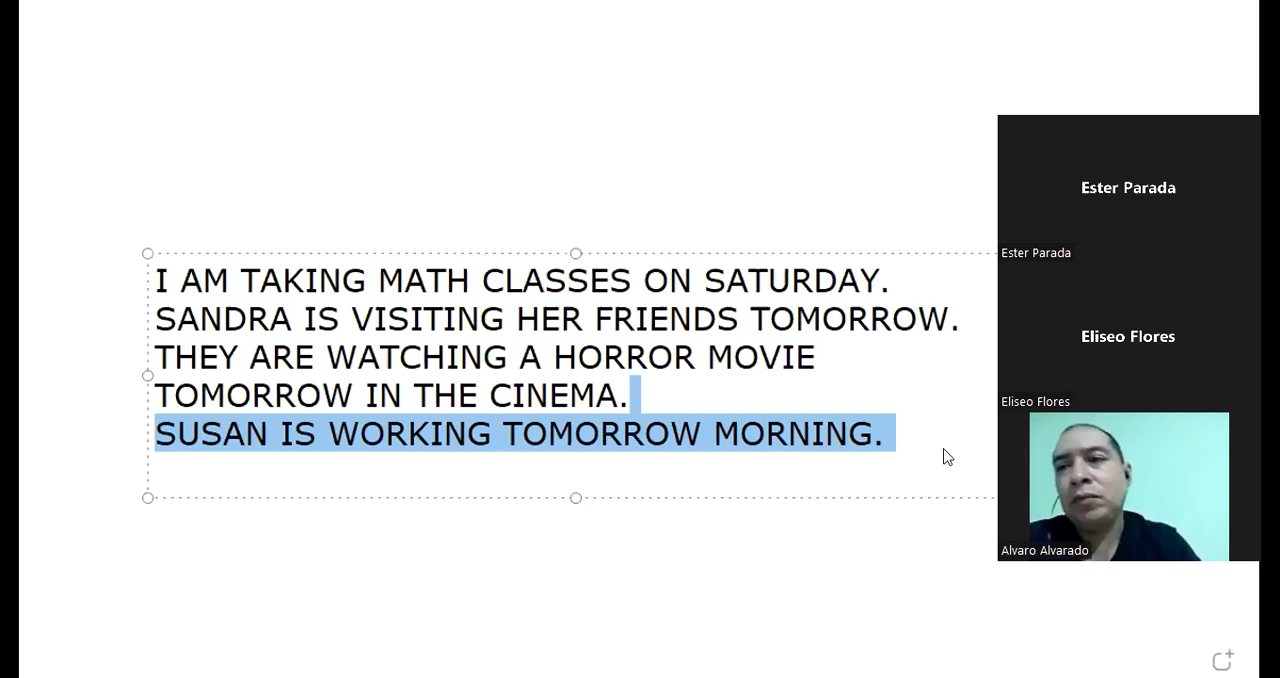 I AM TAKING MATH CLASSES ON SATURDAY.
SANDRA IS VISITING HER FRIENDS TOMORROW.
THEY ARE WATCHING A HORROR MOVIE
TOMORROW IN THE CINEMA.
SUSAN IS WORKING TOMORROW MORNING.
Ester Parada
Ester Parada
Eliseo Flores
Eliseo Flores
Alvaro Alvarado